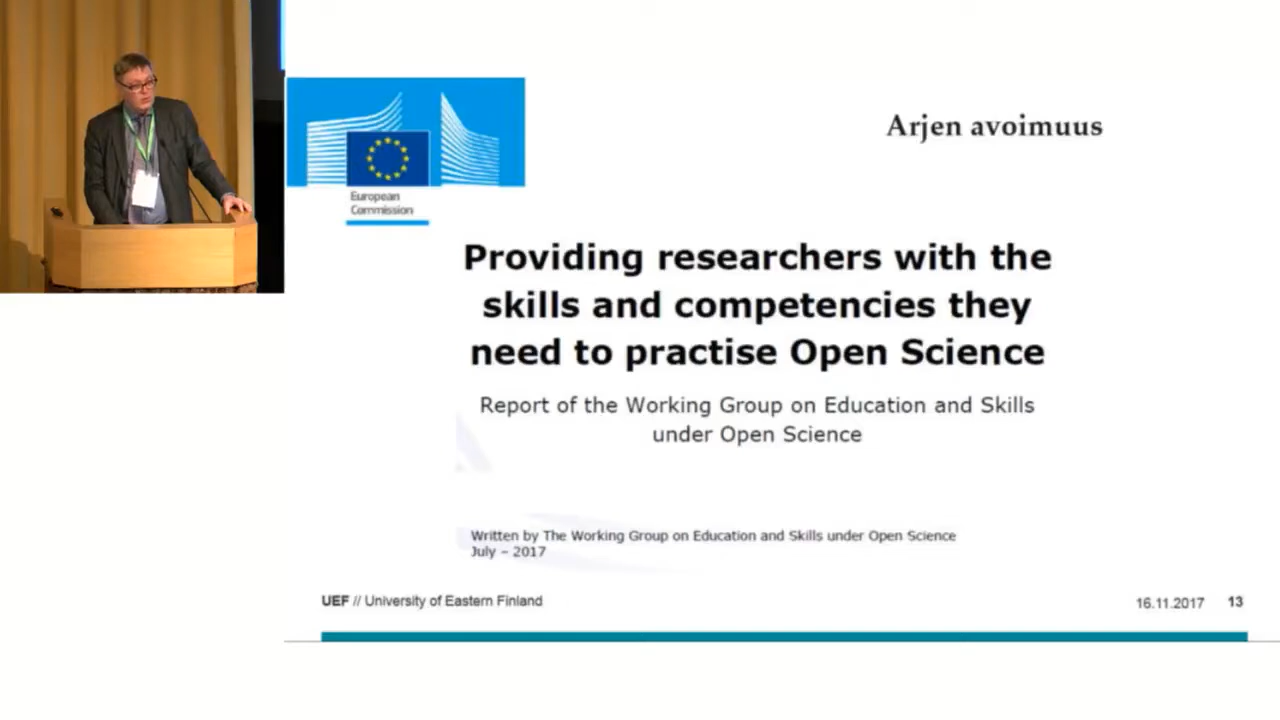 Arjen avoimuus
European
Commission
Providing researchers with the
skills and competencies they
need to practise Open Science
Report of the Working Group on Education and Skills
under Open Science
Written by The Working Group on Education and Skills under Open Science
July – 2017
UEF // University of Eastern Finland
16.11.2017 13